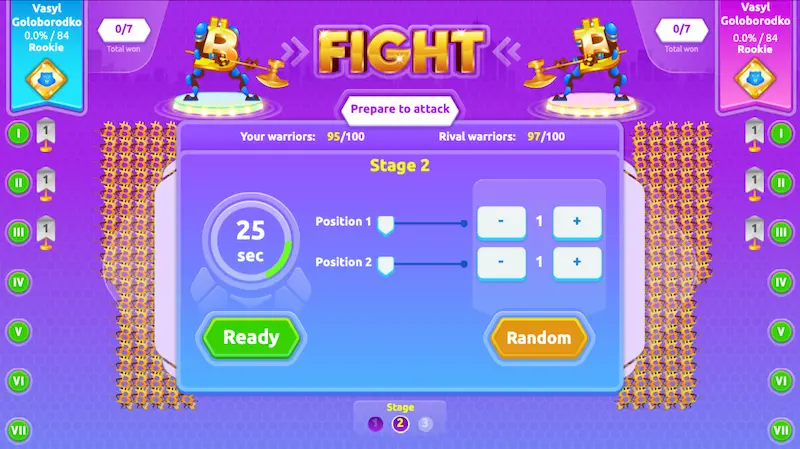 Vasyl
Goloborodko
0.0% / 84
Rookie
0/7
Total won
B
FIGHT
0/7
Total won
Vasyl
Goloborodko
0.0% / 84
Rookie
Prepare to attack
Your warriors: 95/100
Rival warriors: 97/100
Stage 2
25
sec
Position 1
- 1 +
Position 2
- 1 +
Ready
Random
Stage
1 2 3
I
1
II
1
III
1
IV
V
VI
VII
1
I
1
II
1
III
IV
V
VI
VII